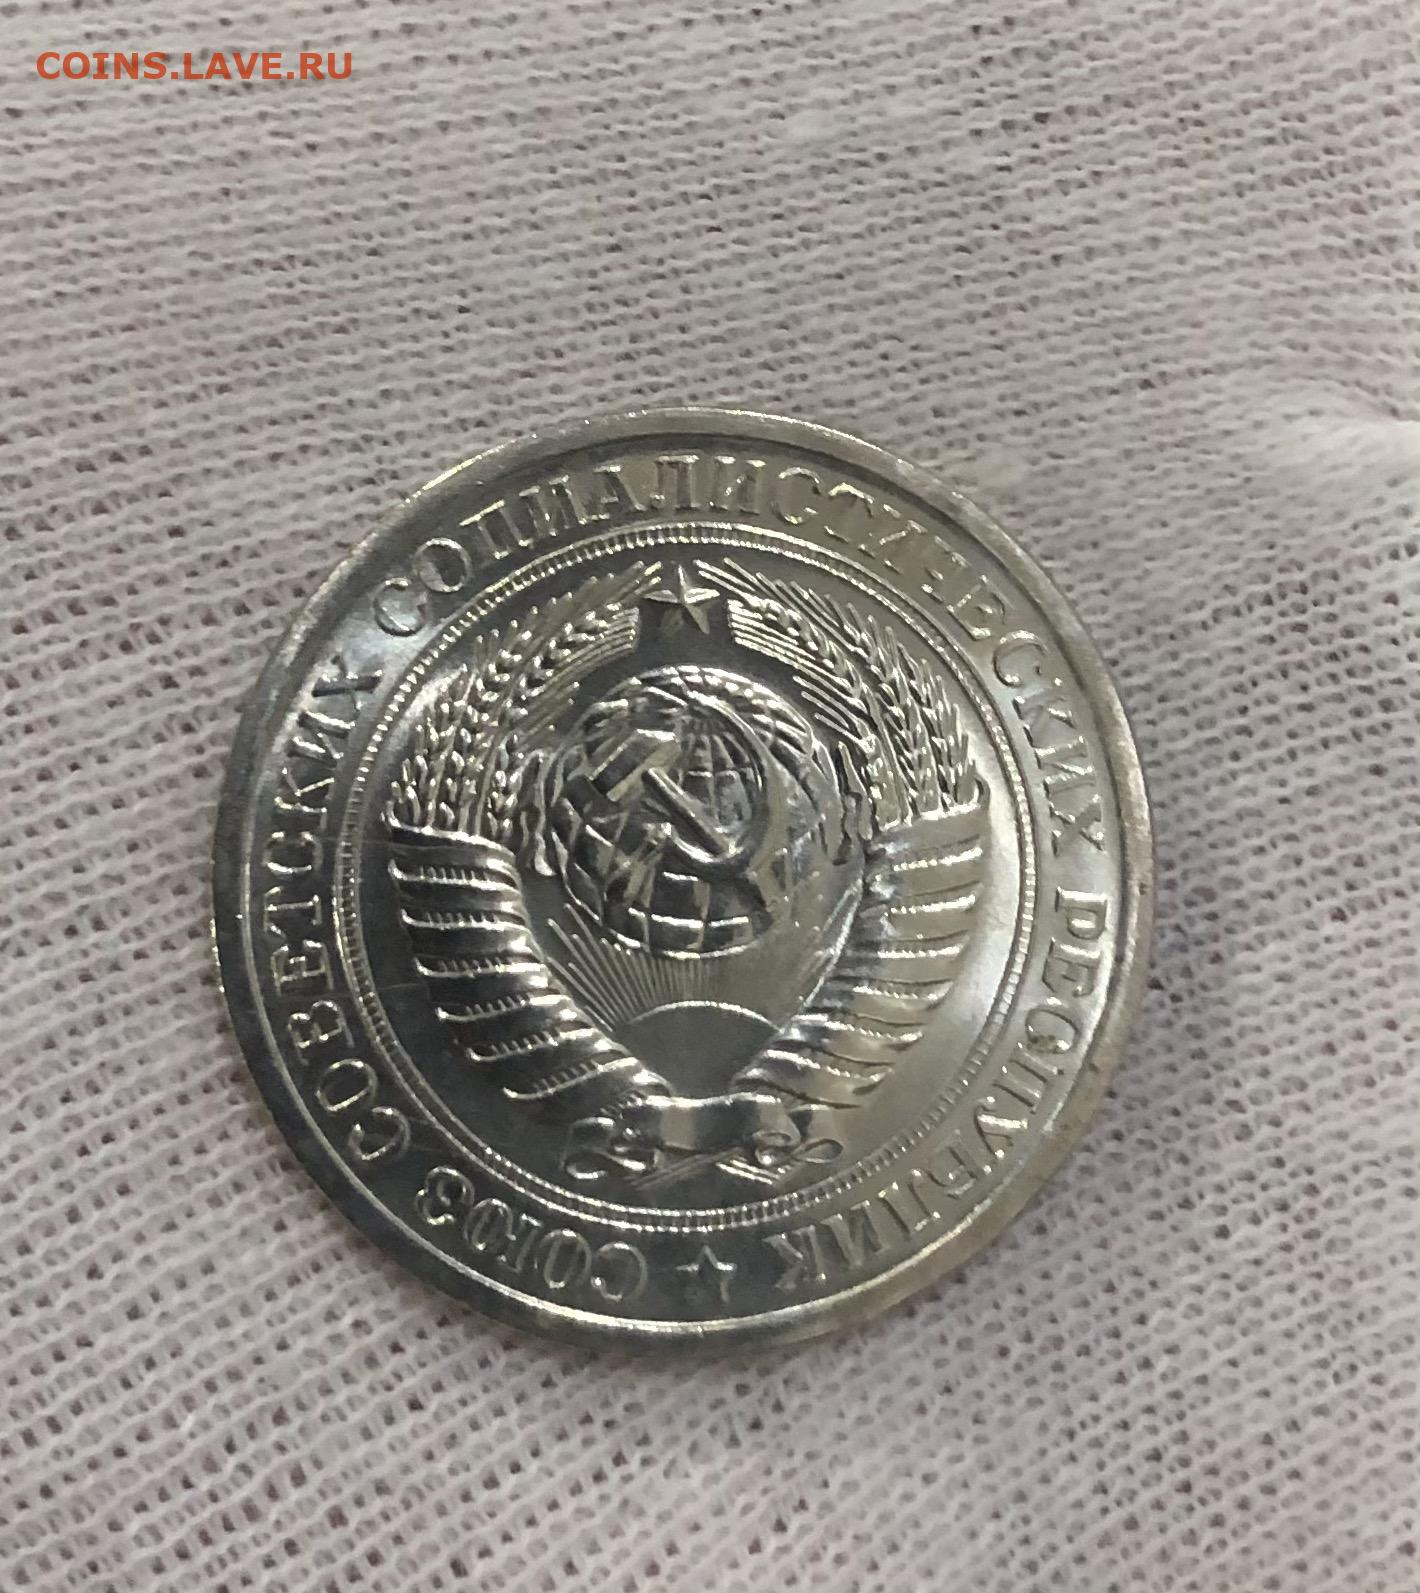 COINS.LAVE.RU
СОЮЗ СОВЕТСКИХ СОЦИАЛИСТИЧЕСКИХ РЕСПУБЛИК